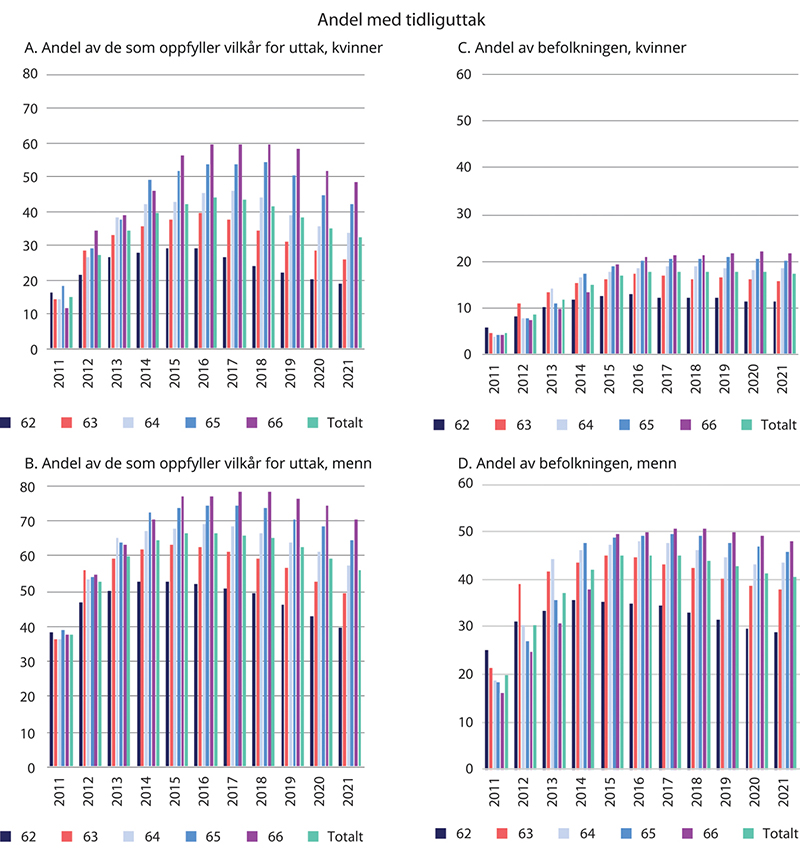 Andel med tidliguttak
A. Andel av de som oppfyller vilkår for uttak, kvinner
80
70
60
50
40
30
20
10
0
2011 2012 2013 2014 2015 2016 2017 2018 2019 2020 2021
62 63 64 65 66 Totalt
C. Andel av befolkningen, kvinner
60
50
40
30
20
10
0
2011 2012 2013 2014 2015 2016 2017 2018 2019 2020 2021
62 63 64 65 66 Totalt
B. Andel av de som oppfyller vilkår for uttak, menn
80
70
60
50
40
30
20
10
0
2011 2012 2013 2014 2015 2016 2017 2018 2019 2020 2021
62 63 64 65 66 Totalt
D. Andel av befolkningen, menn
60
50
40
30
20
10
0
2011 2012 2013 2014 2015 2016 2017 2018 2019 2020 2021
62 63 64 65 66 Totalt